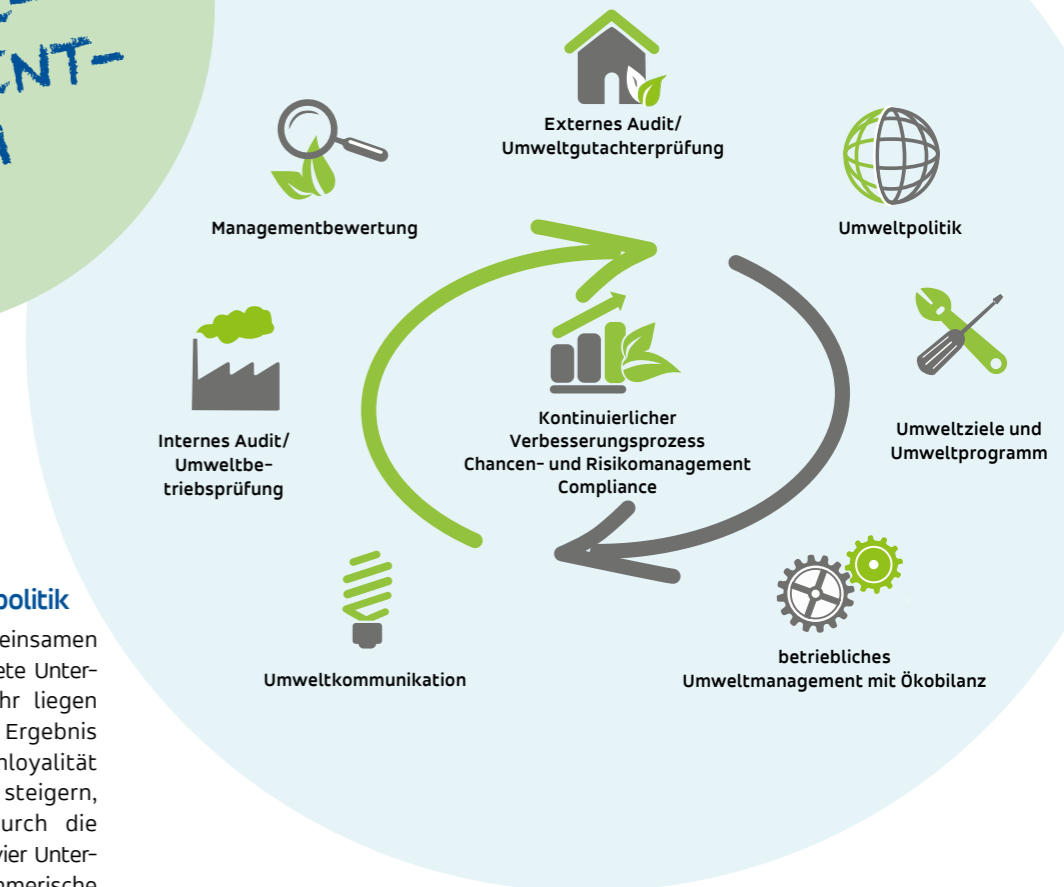 Externes Audit/
Umweltgutachterprüfung
Managementbewertung
Umweltpolitik
Umweltziele und
Umweltprogramm
Kontinuierlicher
Verbesserungsprozess
Chancen- und Risikomanagement
Compliance
Internes Audit/
Umweltbe-
triebsprüfung
betriebliches
Umweltmanagement mit Ökobilanz
Umweltkommunikation
politik
einsamen
ete Unter-
hr liegen
Ergebnis
nloyalität
steigern,
urch die
vier Unter-